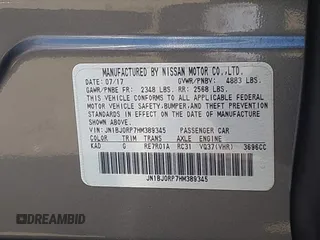 MANUFACTURED BY NISSAN MOTOR CO.,LTD.
DATE: 07/17 GVWR/PNBV: 4883 LBS.
GAWR/PNBE FR: 2348 LBS. RR: 2568 LBS.
THIS VEHICLE CONFORMS TO ALL APPLICABLE FEDERAL
MOTOR VEHICLE SAFETY,BUMPER,AND THEFT PREVENTION
STANDARDS IN EFFECT ON THE DATE OF
MANUFACTURE SHOWN ABOVE.
VIN: JN1BJ0RP7HM389345 PASSENGER CAR
COLOR TRIM TRANS AXLE ENGINE
KAD G RE7R01A RC31 VQ37(VHR) 3696CC
JN1BJ0RP7HM389345
DREAMBID